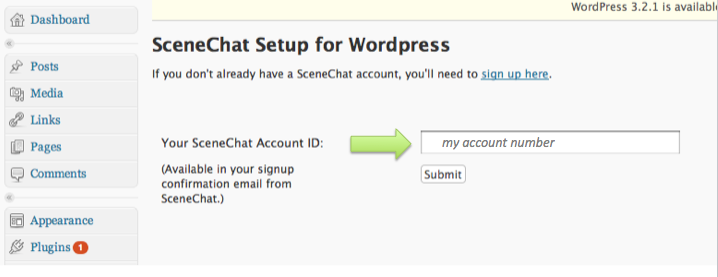 WordPress 3.2.1 is available
Dashboard
SceneChat Setup for Wordpress
If you don't already have a SceneChat account, you'll need to sign up here.
Posts
Media
Links
Pages
Comments
Appearance
Plugins 1
Your SceneChat Account ID:
my account number
(Available in your signup
confirmation email from
SceneChat.)
Submit